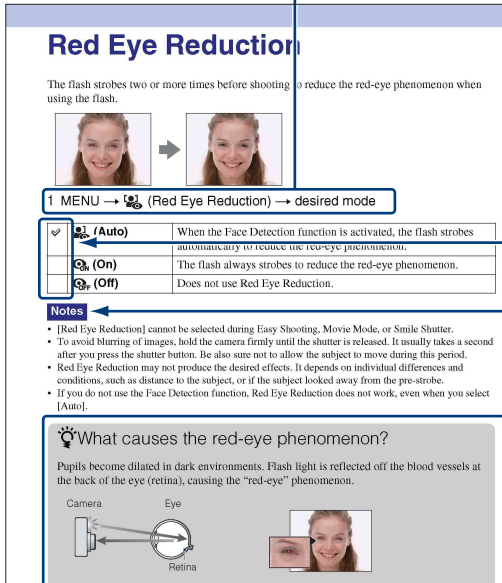 Red Eye Reduction
The flash strobes two or more times before shooting to reduce the red-eye phenomenon when
using the flash.
1 MENU → (Red Eye Reduction) → desired mode
✓ (Auto) When the Face Detection function is activated, the flash strobes
automatically to reduce the red-eye phenomenon.
ON (On) The flash always strobes to reduce the red-eye phenomenon.
OFF (Off) Does not use Red Eye Reduction.
Notes
• [Red Eye Reduction] cannot be selected during Easy Shooting, Movie Mode, or Smile Shutter.
• To avoid blurring of images, hold the camera firmly until the shutter is released. It usually takes a second
after you press the shutter button. Be also sure not to allow the subject to move during this period.
• Red Eye Reduction may not produce the desired effects. It depends on individual differences and
conditions, such as distance to the subject, or if the subject looked away from the pre-strobe.
• If you do not use the Face Detection function, Red Eye Reduction does not work, even when you select
[Auto].
What causes the red-eye phenomenon?
Pupils become dilated in dark environments. Flash light is reflected off the blood vessels at
the back of the eye (retina), causing the “red-eye” phenomenon.
Camera Eye
Retina